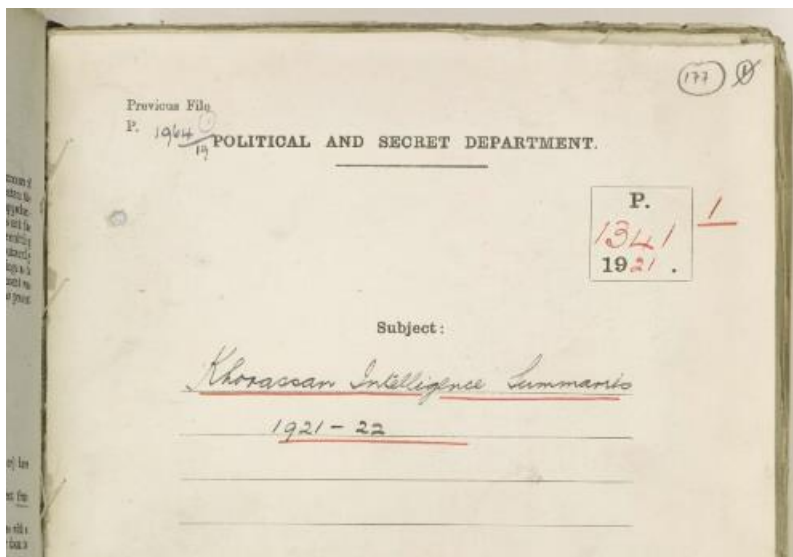 177
Previous File
P. 1964/19
POLITICAL AND SECRET DEPARTMENT.
P. 1
1341
1921.
Subject:
Khorassan Intelligence Summaries
1921-22